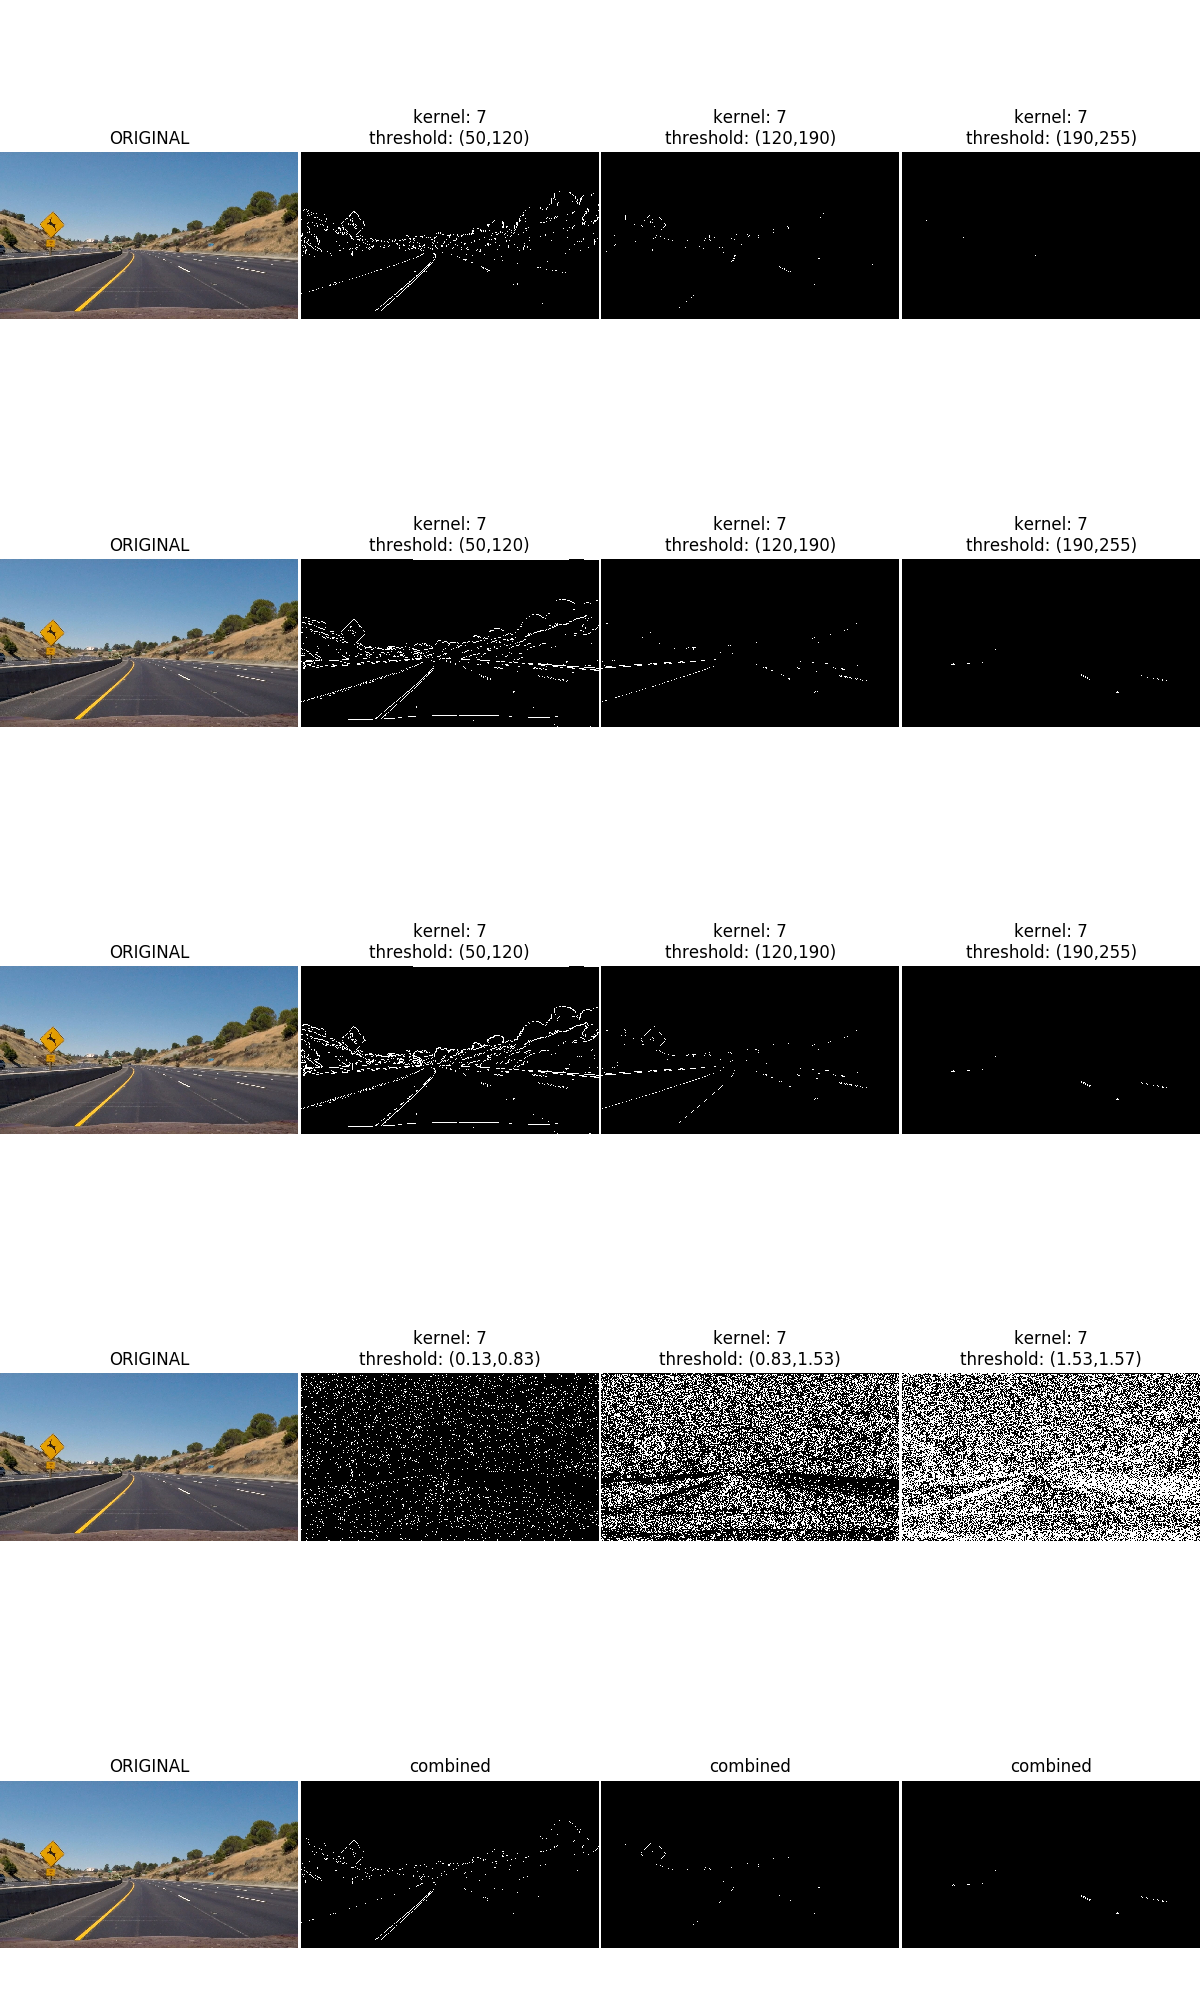 ORIGINAL
kernel: 7
threshold: (50,120)
kernel: 7
threshold: (120,190)
kernel: 7
threshold: (190,255)
ORIGINAL
kernel: 7
threshold: (50,120)
kernel: 7
threshold: (120,190)
kernel: 7
threshold: (190,255)
ORIGINAL
kernel: 7
threshold: (50,120)
kernel: 7
threshold: (120,190)
kernel: 7
threshold: (190,255)
ORIGINAL
kernel: 7
threshold: (0.13,0.83)
kernel: 7
threshold: (0.83,1.53)
kernel: 7
threshold: (1.53,1.57)
ORIGINAL
combined
combined
combined